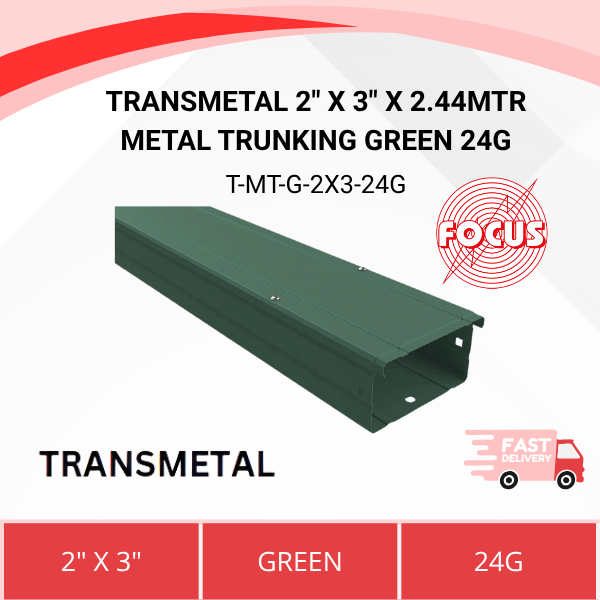 TRANSMETAL 2" X 3" X 2.44MTR
METAL TRUNKING GREEN 24G
T-MT-G-2X3-24G
FOCUS
FAST
DELIVERY
TRANSMETAL
2" X 3"
GREEN
24G